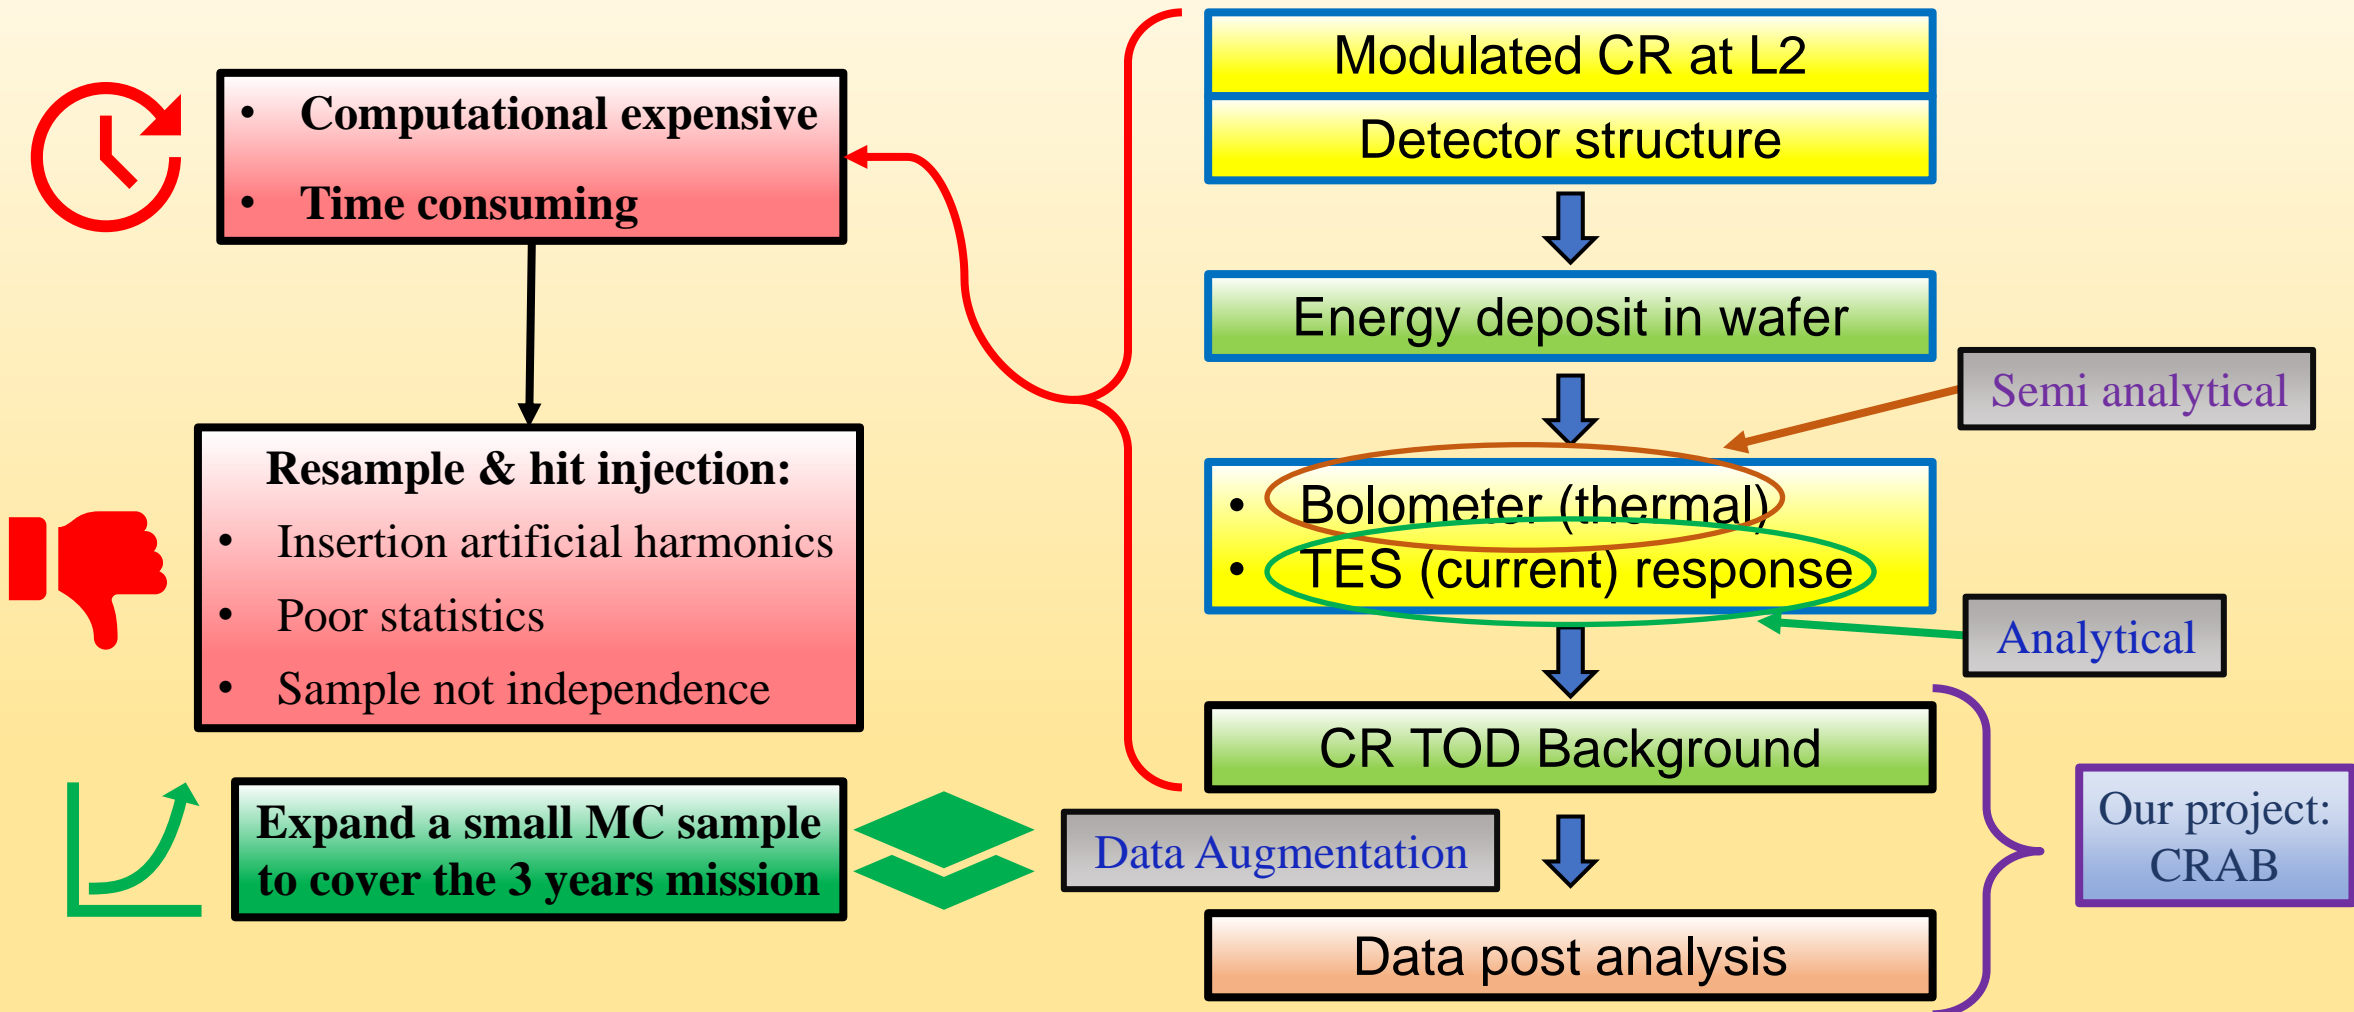 Modulated CR at L2
Detector structure
• Computational expensive
• Time consuming
Energy deposit in wafer
Semi analytical
Resample & hit injection:
• Insertion artificial harmonics
• Poor statistics
• Sample not independence
• Bolometer (thermal)
• TES (current) response
Analytical
CR TOD Background
Expand a small MC sample
to cover the 3 years mission
Data Augmentation
Our project:
CRAB
Data post analysis